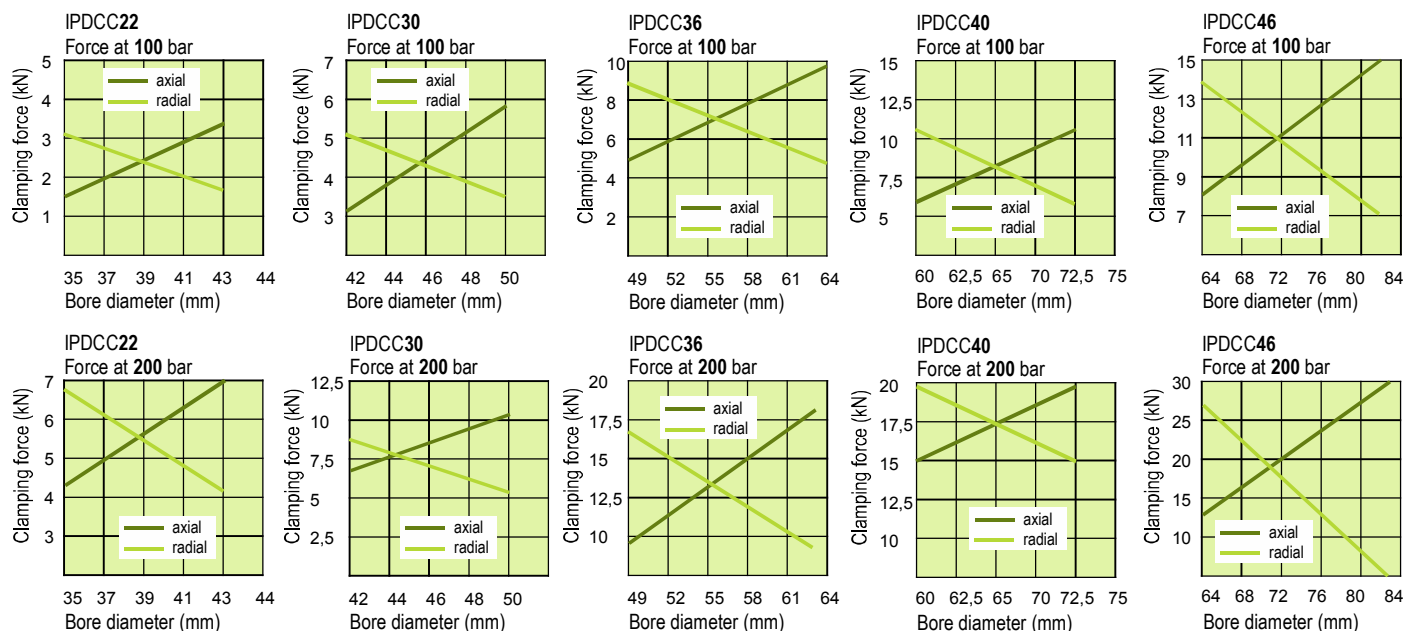 IPDCC22
Force at 100 bar
Clamping force (kN)
5
4
3
2
1
axial
radial
35 37 39 41 43 44
Bore diameter (mm)
IPDCC30
Force at 100 bar
Clamping force (kN)
7
6
5
4
3
axial
radial
42 44 46 48 50
Bore diameter (mm)
IPDCC36
Force at 100 bar
Clamping force (kN)
10
8
6
4
2
axial
radial
49 52 55 58 61 64
Bore diameter (mm)
IPDCC40
Force at 100 bar
Clamping force (kN)
15
12,5
10
7,5
5
axial
radial
60 62,5 65 70 72,5 75
Bore diameter (mm)
IPDCC46
Force at 100 bar
Clamping force (kN)
15
13
11
9
7
axial
radial
64 68 72 76 80 84
Bore diameter (mm)
IPDCC22
Force at 200 bar
Clamping force (kN)
7
6
5
4
3
axial
radial
35 37 39 41 43 44
Bore diameter (mm)
IPDCC30
Force at 200 bar
Clamping force (kN)
12,5
10
7,5
5
2,5
axial
radial
42 44 46 48 50
Bore diameter (mm)
IPDCC36
Force at 200 bar
Clamping force (kN)
20
17,5
15
12,5
10
axial
radial
49 52 55 58 61 64
Bore diameter (mm)
IPDCC40
Force at 200 bar
Clamping force (kN)
20
17,5
15
12,5
10
axial
radial
60 62,5 65 70 72,5 75
Bore diameter (mm)
IPDCC46
Force at 200 bar
Clamping force (kN)
30
25
20
15
10
axial
radial
64 68 72 76 80 84
Bore diameter (mm)